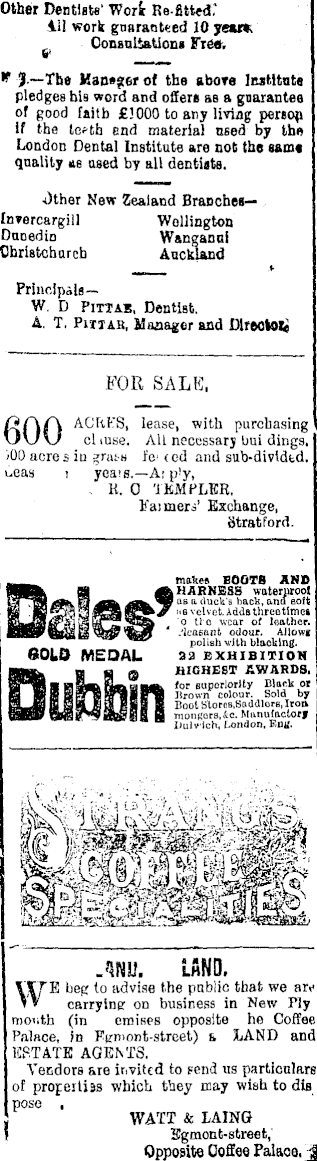 Other Dentists' Work Re-fitted.
All work guaranteed 10 years.
Consultations Free.
—The Manager of the above Institute
pledges his word and offers as a guarantee
of good faith £1000 to any living person
if the teeth and material used by the
London Dental Institute are not the same
quality as used by all dentists.
Other New Zealand Branches—
Invercargill Wellington
Dunedin Wanganui
Christchurch Auckland
Principals—
W. D PITTAR, Dentist.
A. T. PITTAR, Manager and Director.
FOR SALE,
600 ACRES, lease, with purchasing
clause. All necessary buildings,
500 acres in grass fenced and sub-divided.
Leas years.—Apply,
R. C TEMPLER,
Farmers' Exchange,
Stratford.
Dales'
GOLD MEDAL
Dubbin
makes BOOTS AND
HARNESS waterproof
as a duck's back, and soft
as velvet. Adds three times
to the wear of leather.
Pleasant odour. Allows
polish with blacking.
22 EXHIBITION
HIGHEST AWARDS,
for superiority Black or
Brown colour. Sold by
Boot Stores, Saddlers, Iron
mongers, &c. Manufactory
Dulwich, London, Eng.
STRANG'S
COFFEE
SPECIALITIES
LAND. LAND.
WE beg to advise the public that we are
carrying on business in New Ply
mouth (in emises opposite he Coffee
Palace, in Egmont-street) a LAND and
ESTATE AGENTS.
Vendors are invited to send us particulars
of properties which they may wish to dis
pose
WATT & LAING
Egmont-street,
Opposite Coffee Palace.